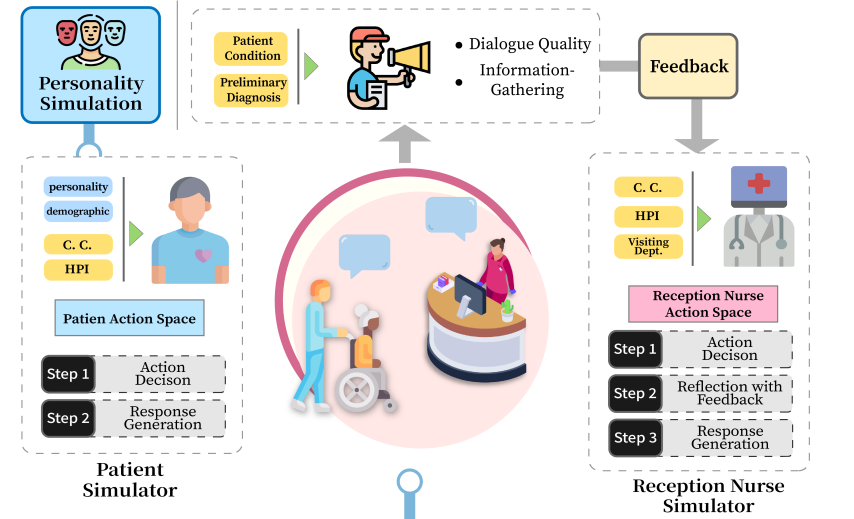 Personality
Simulation
Patient
Condition
Preliminary
Diagnosis
• Dialogue Quality
• Information-
Gathering
Feedback
personality
demographic
C. C.
HPI
Patien Action Space
Step 1
Action
Decison
Step 2
Response
Generation
Patient
Simulator
C. C.
HPI
Visiting
Dept.
Reception Nurse
Action Space
Step 1
Action
Decison
Step 2
Reflection with
Feedback
Step 3
Response
Generation
Reception Nurse
Simulator